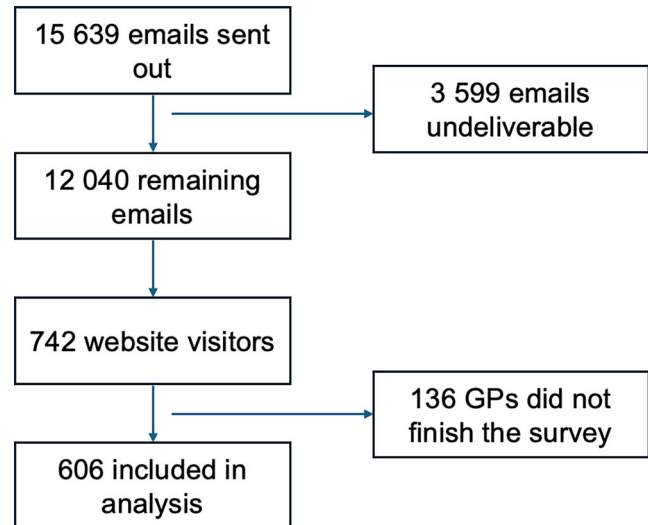 15 639 emails sent
out
3 599 emails
undeliverable
12 040 remaining
emails
742 website visitors
136 GPs did not
finish the survey
606 included in
analysis